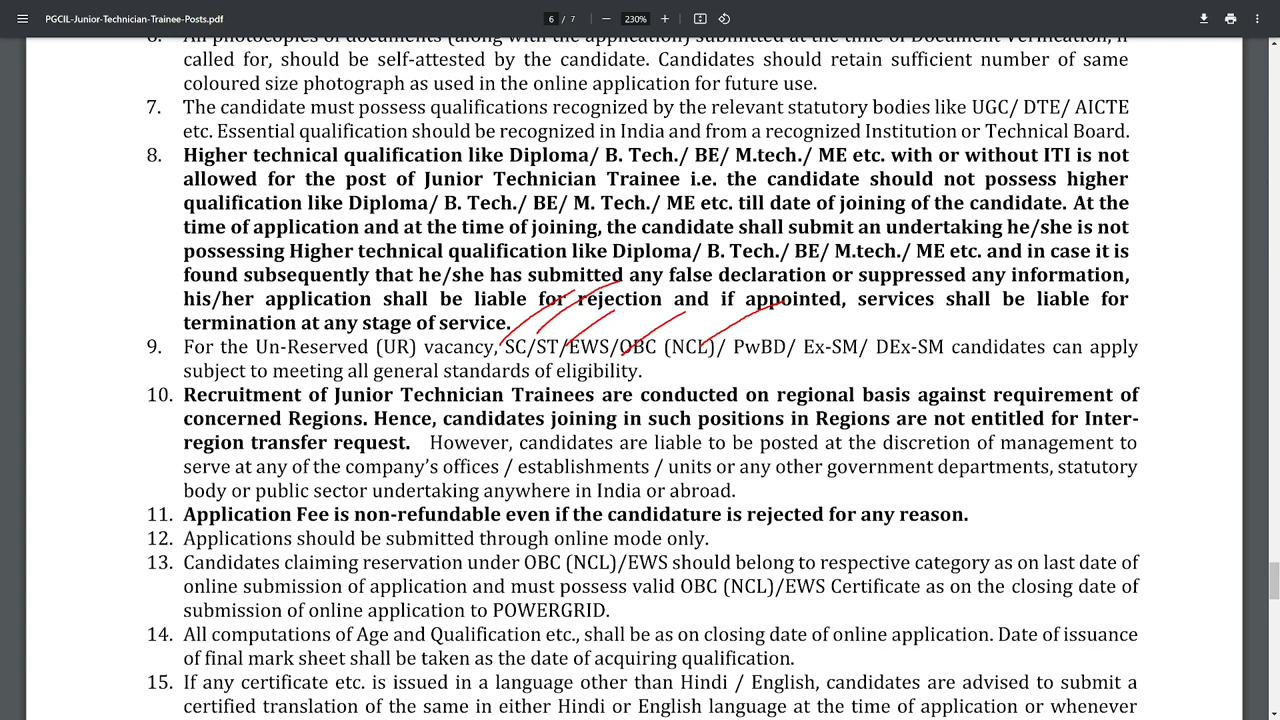 PGCIL-Junior-Technician-Trainee-Posts.pdf
6 / 7
230%
called for, should be self-attested by the candidate. Candidates should retain sufficient number of same
coloured size photograph as used in the online application for future use.
7. The candidate must possess qualifications recognized by the relevant statutory bodies like UGC/ DTE/ AICTE
etc. Essential qualification should be recognized in India and from a recognized Institution or Technical Board.
8. Higher technical qualification like Diploma/ B. Tech./ BE/ M.tech./ ME etc. with or without ITI is not
allowed for the post of Junior Technician Trainee i.e. the candidate should not possess higher
qualification like Diploma/ B. Tech./ BE/ M. Tech./ ME etc. till date of joining of the candidate. At the
time of application and at the time of joining, the candidate shall submit an undertaking he/she is not
possessing Higher technical qualification like Diploma/ B. Tech./ BE/ M.tech./ ME etc. and in case it is
found subsequently that he/she has submitted any false declaration or suppressed any information,
his/her application shall be liable for rejection and if appointed, services shall be liable for
termination at any stage of service.
9. For the Un-Reserved (UR) vacancy, SC/ST/EWS/OBC (NCL)/ PwBD/ Ex-SM/ DEx-SM candidates can apply
subject to meeting all general standards of eligibility.
10. Recruitment of Junior Technician Trainees are conducted on regional basis against requirement of
concerned Regions. Hence, candidates joining in such positions in Regions are not entitled for Inter-
region transfer request. However, candidates are liable to be posted at the discretion of management to
serve at any of the company's offices / establishments / units or any other government departments, statutory
body or public sector undertaking anywhere in India or abroad.
11. Application Fee is non-refundable even if the candidature is rejected for any reason.
12. Applications should be submitted through online mode only.
13. Candidates claiming reservation under OBC (NCL)/EWS should belong to respective category as on last date of
online submission of application and must possess valid OBC (NCL)/EWS Certificate as on the closing date of
submission of online application to POWERGRID.
14. All computations of Age and Qualification etc., shall be as on closing date of online application. Date of issuance
of final mark sheet shall be taken as the date of acquiring qualification.
15. If any certificate etc. is issued in a language other than Hindi / English, candidates are advised to submit a
certified translation of the same in either Hindi or English language at the time of application or whenever